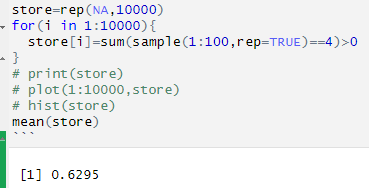 store=rep(NA,10000)
for(i in 1:10000){
  store[i]=sum(sample(1:100,rep=TRUE)==4)>0
}
# print(store)
# plot(1:10000,store)
# hist(store)
mean(store)
```
[1] 0.6295